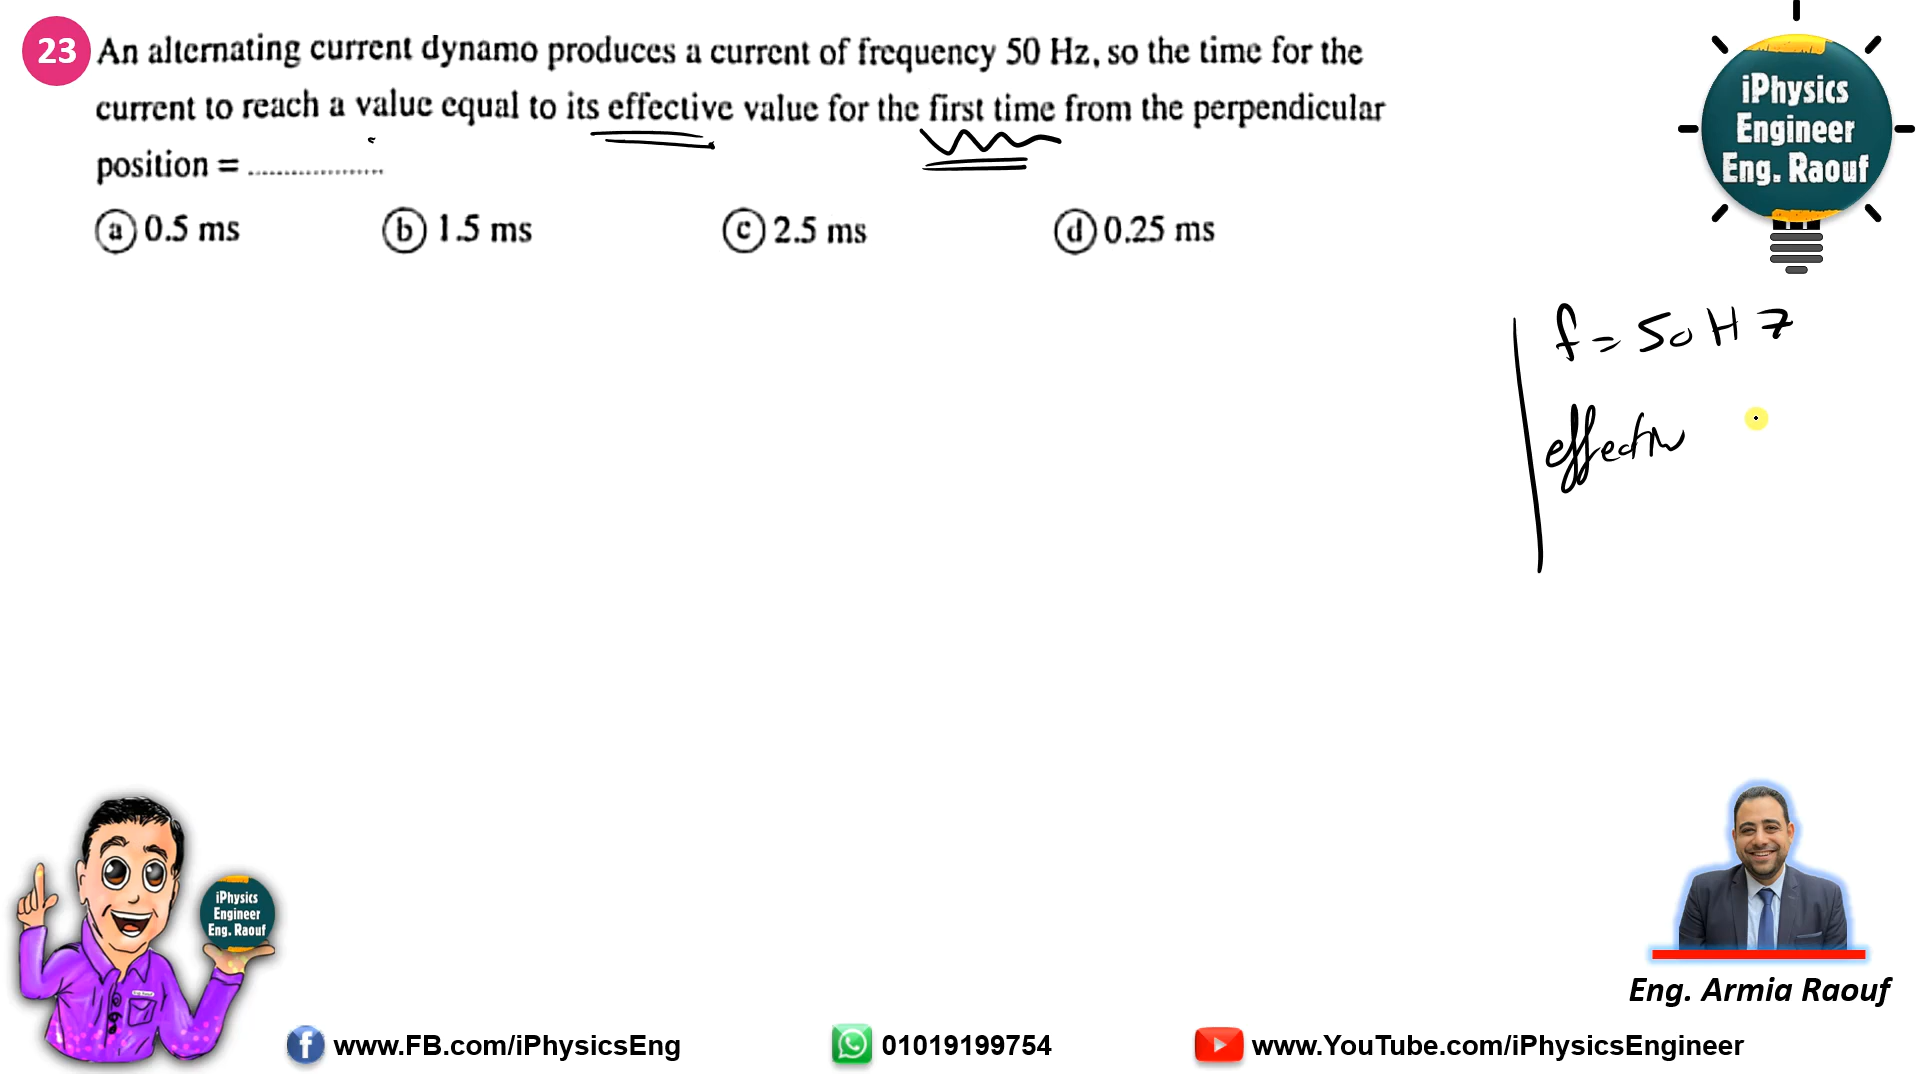 23 An alternating current dynamo produces a current of frequency 50 Hz, so the time for the
current to reach a value equal to its effective value for the first time from the perpendicular
position = ....................
a 0.5 ms b 1.5 ms c 2.5 ms d 0.25 ms
iPhysics
Engineer
Eng. Raouf
f = 50 Hz
iPhysics
Engineer
Eng. Raouf
Eng. Armia Raouf
www.FB.com/iPhysicsEng 01019199754 www.YouTube.com/iPhysicsEngineer